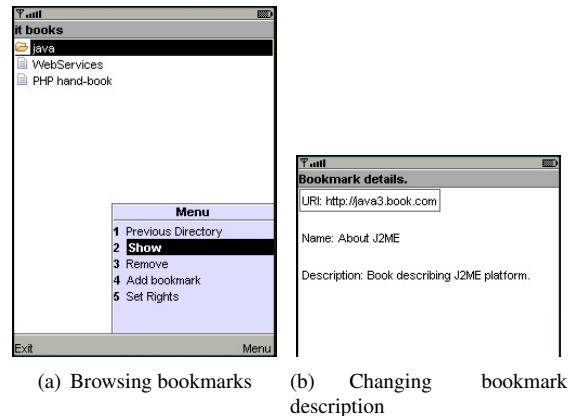 it books
java
WebServices
PHP hand-book
Menu
1 Previous Directory
2 Show
3 Remove
4 Add bookmark
5 Set Rights
Exit Menu
(a) Browsing bookmarks
Bookmark details.
URI: http://java3.book.com
Name: About J2ME
Description: Book describing J2ME platform.
(b) Changing bookmark
description